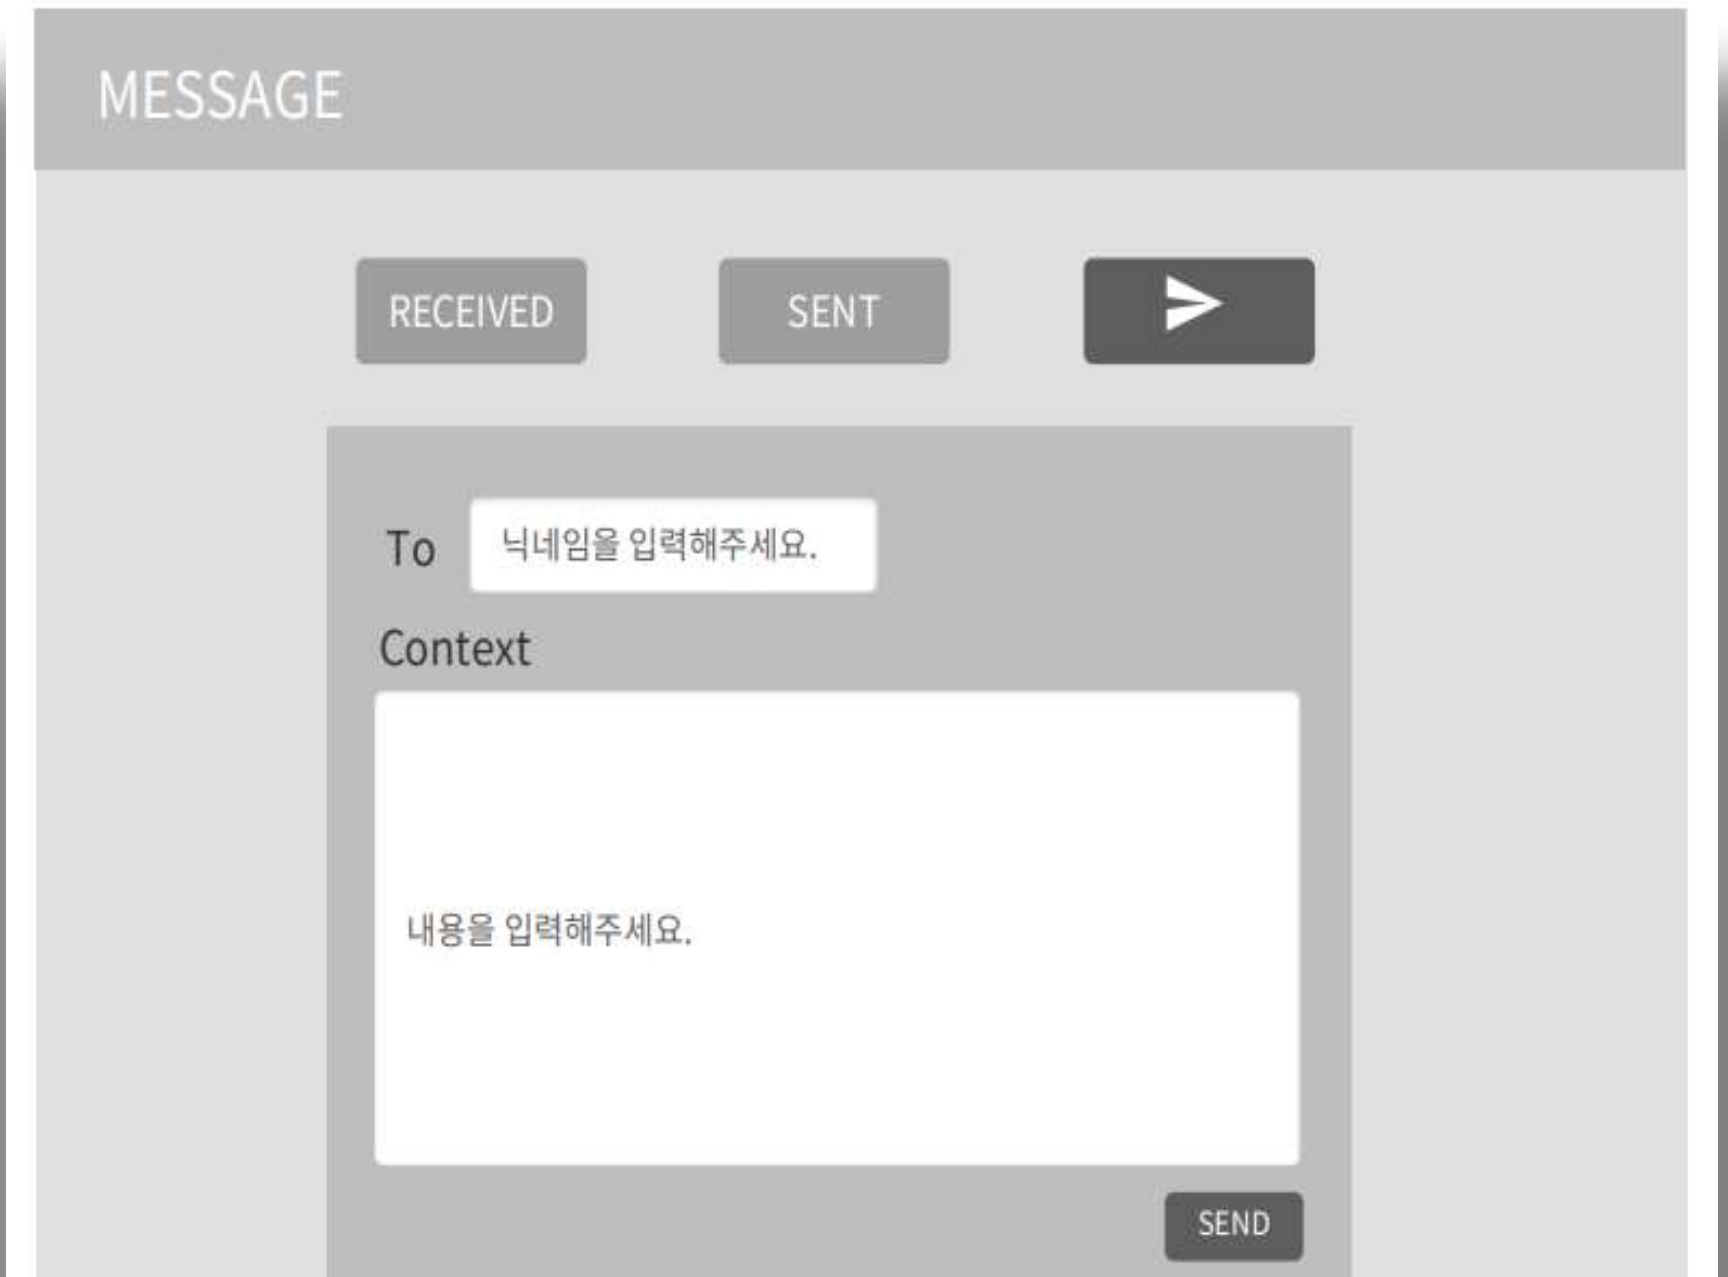 MESSAGE
RECEIVED SENT
To 닉네임을 입력해주세요.
Context
내용을 입력해주세요.
SEND